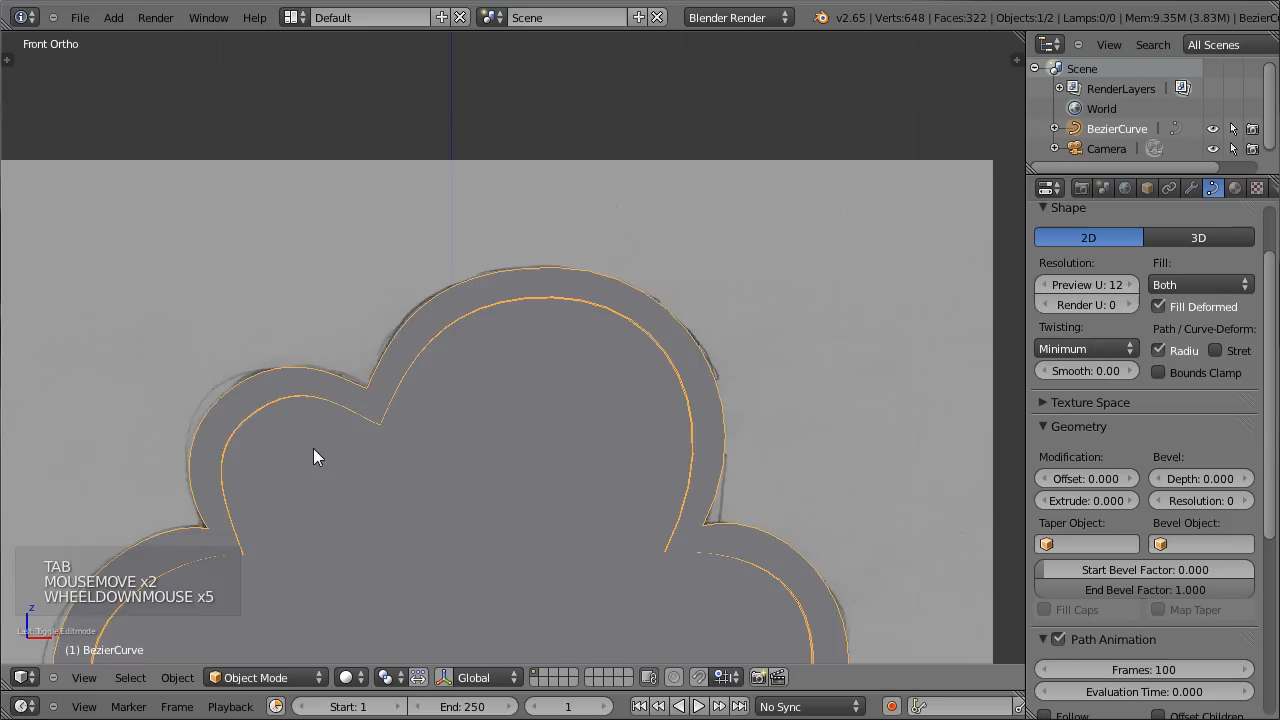 File Add Render Window Help Default Scene Blender Render v2.65 | Verts:648 | Faces:322 | Objects:1/2 | Lamps:0/0 | Mem:9.35M (3.83M) | BezierC
Front Ortho
View Search All Scenes
Scene
RenderLayers
World
BezierCurve
Camera
Shape
2D 3D
Resolution: Fill:
Preview U: 12 Both
Render U: 0 Fill Deformed
Twisting: Path / Curve-Deform:
Minimum Radiu Stret
Smooth: 0.00 Bounds Clamp
Texture Space
Geometry
Modification: Bevel:
Offset: 0.000 Depth: 0.000
Extrude: 0.000 Resolution: 0
Taper Object: Bevel Object:
Start Bevel Factor: 0.000
End Bevel Factor: 1.000
Fill Caps Map Taper
Path Animation
Frames: 100
Evaluation Time: 0.000
Follow Offset Children
TAB
MOUSEMOVE x2
WHEELDOWNMOUSE x5
z
Last: Toggle Editmode
(1) BezierCurve
View Select Object Object Mode Global
View Marker Frame Playback Start: 1 End: 250 1 No Sync